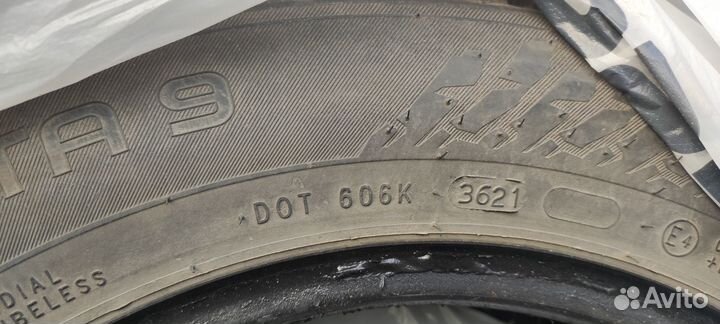 TA 9
DOT 606K 3621
E4
DIAL
BELESS
Avito